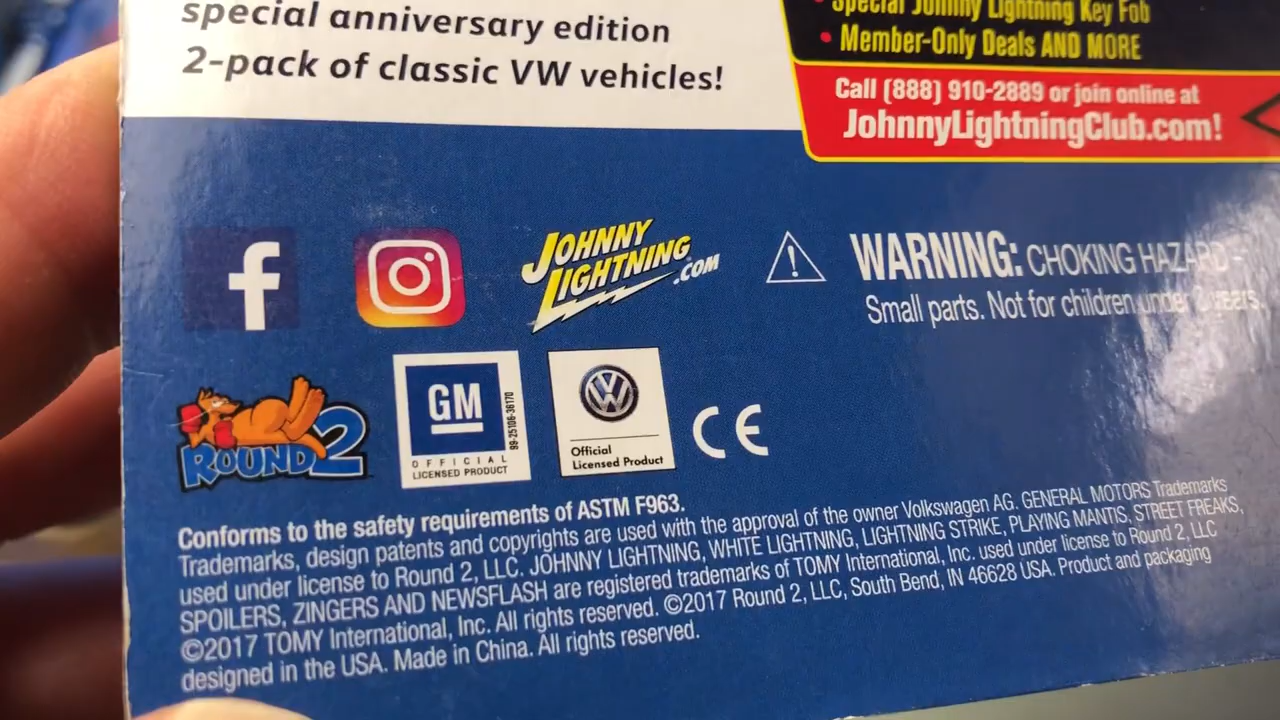 special anniversary edition
2-pack of classic VW vehicles!
• Special Johnny Lightning Key Fob
• Member-Only Deals AND MORE
Call (888) 910-2889 or join online at
JohnnyLightningClub.com!
f
JOHNNY
LIGHTNING
.COM
WARNING: CHOKING HAZARD -
Small parts. Not for children under 3 years.
ROUND 2
GM
OFFICIAL
LICENSED PRODUCT
99-25106-36170
VW
Official
Licensed Product
CE
Conforms to the safety requirements of ASTM F963.
Trademarks, design patents and copyrights are used with the approval of the owner Volkswagen AG. GENERAL MOTORS Trademarks
used under license to Round 2, LLC. JOHNNY LIGHTNING, WHITE LIGHTNING, LIGHTNING STRIKE, PLAYING MANTIS, STREET FREAKS,
SPOILERS, ZINGERS AND NEWSFLASH are registered trademarks of TOMY International, Inc. used under license to Round 2, LLC
©2017 TOMY International, Inc. All rights reserved. ©2017 Round 2, LLC, South Bend, IN 46628 USA. Product and packaging
designed in the USA. Made in China. All rights reserved.